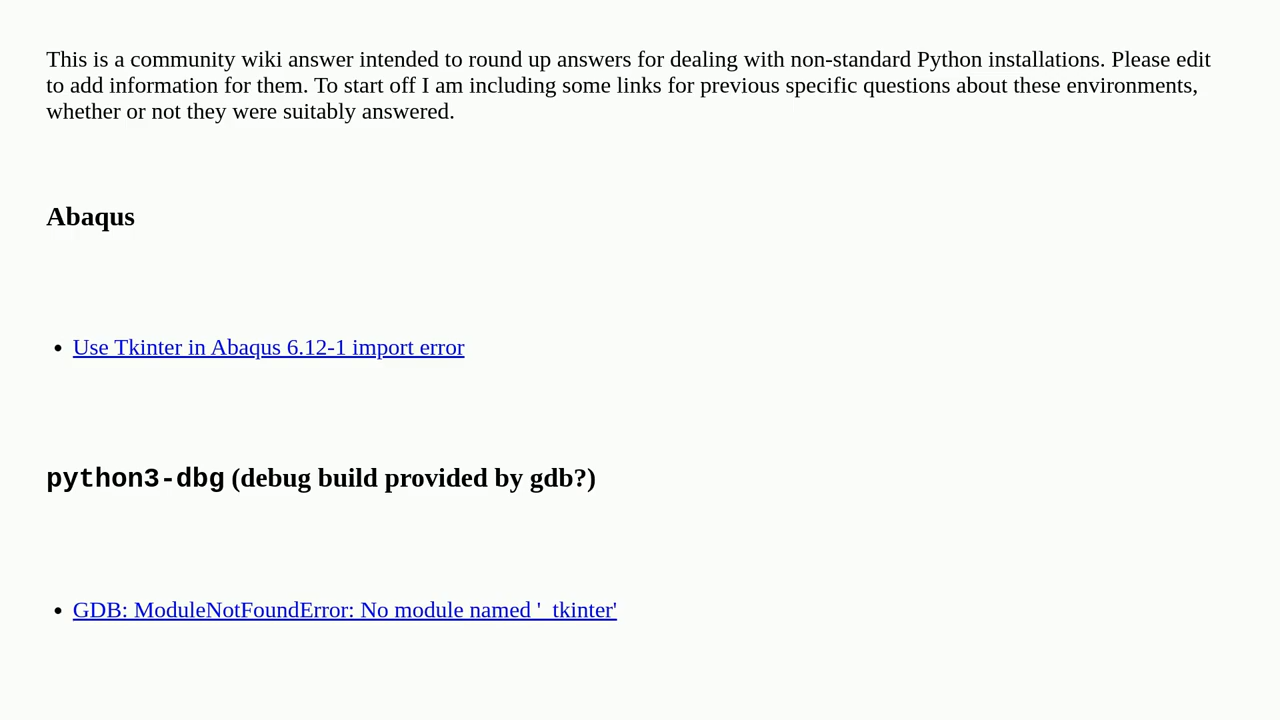 This is a community wiki answer intended to round up answers for dealing with non-standard Python installations. Please edit
to add information for them. To start off I am including some links for previous specific questions about these environments,
whether or not they were suitably answered.
Abaqus
• Use Tkinter in Abaqus 6.12-1 import error
python3-dbg (debug build provided by gdb?)
• GDB: ModuleNotFoundError: No module named '_tkinter'